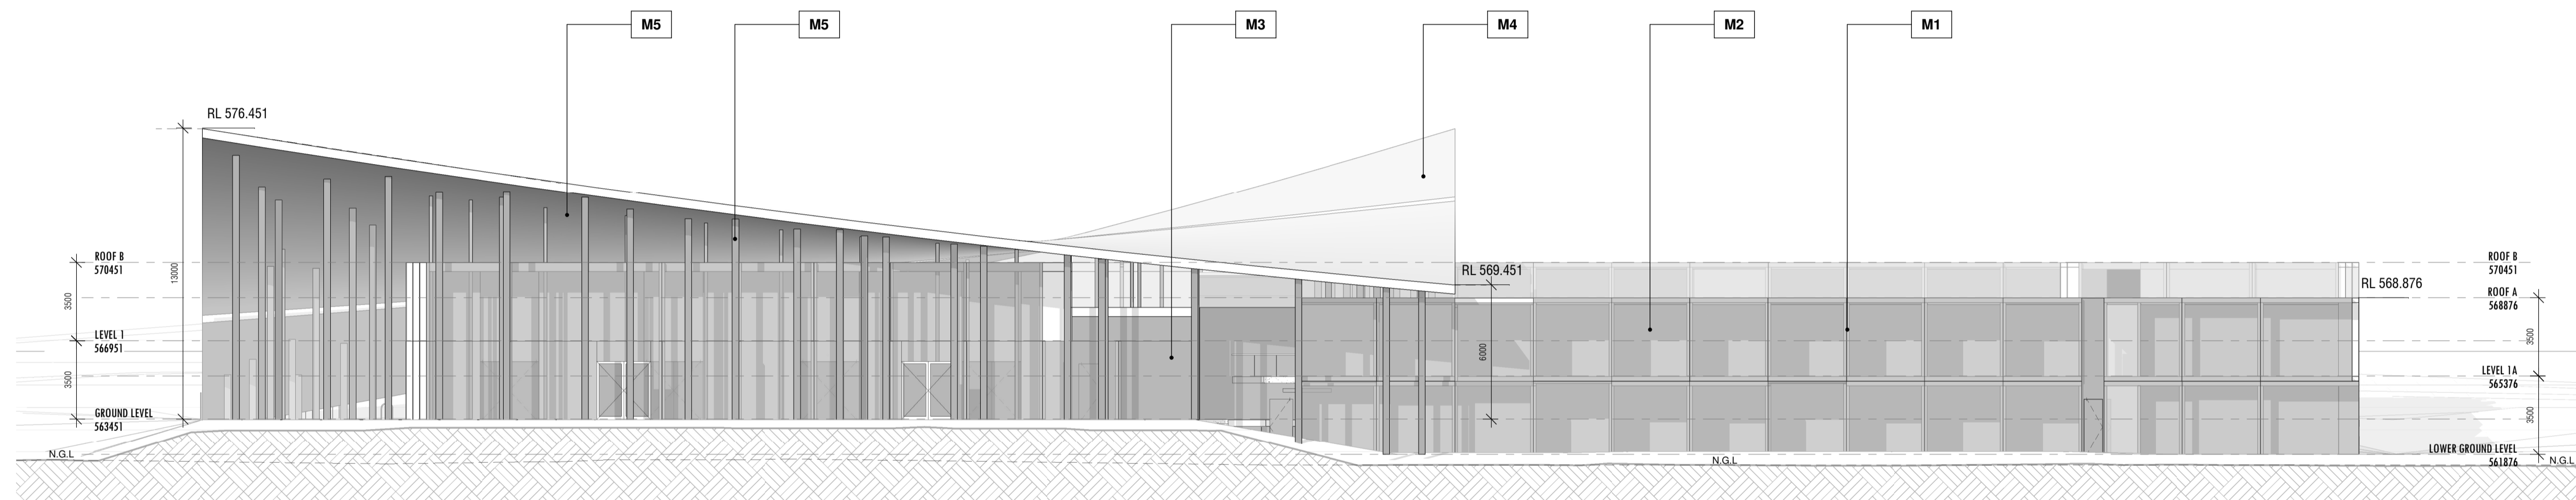 M5
M5
M3
M4
M2
M1
RL 576.451
ROOF B
570451
13000
3500
LEVEL 1
566951
3500
GROUND LEVEL
563451
N.G.L
RL 569.451
6000
N.G.L
ROOF B
570451
RL 568.876
ROOF A
568876
3500
LEVEL 1A
565376
3500
LOWER GROUND LEVEL
561876
N.G.L